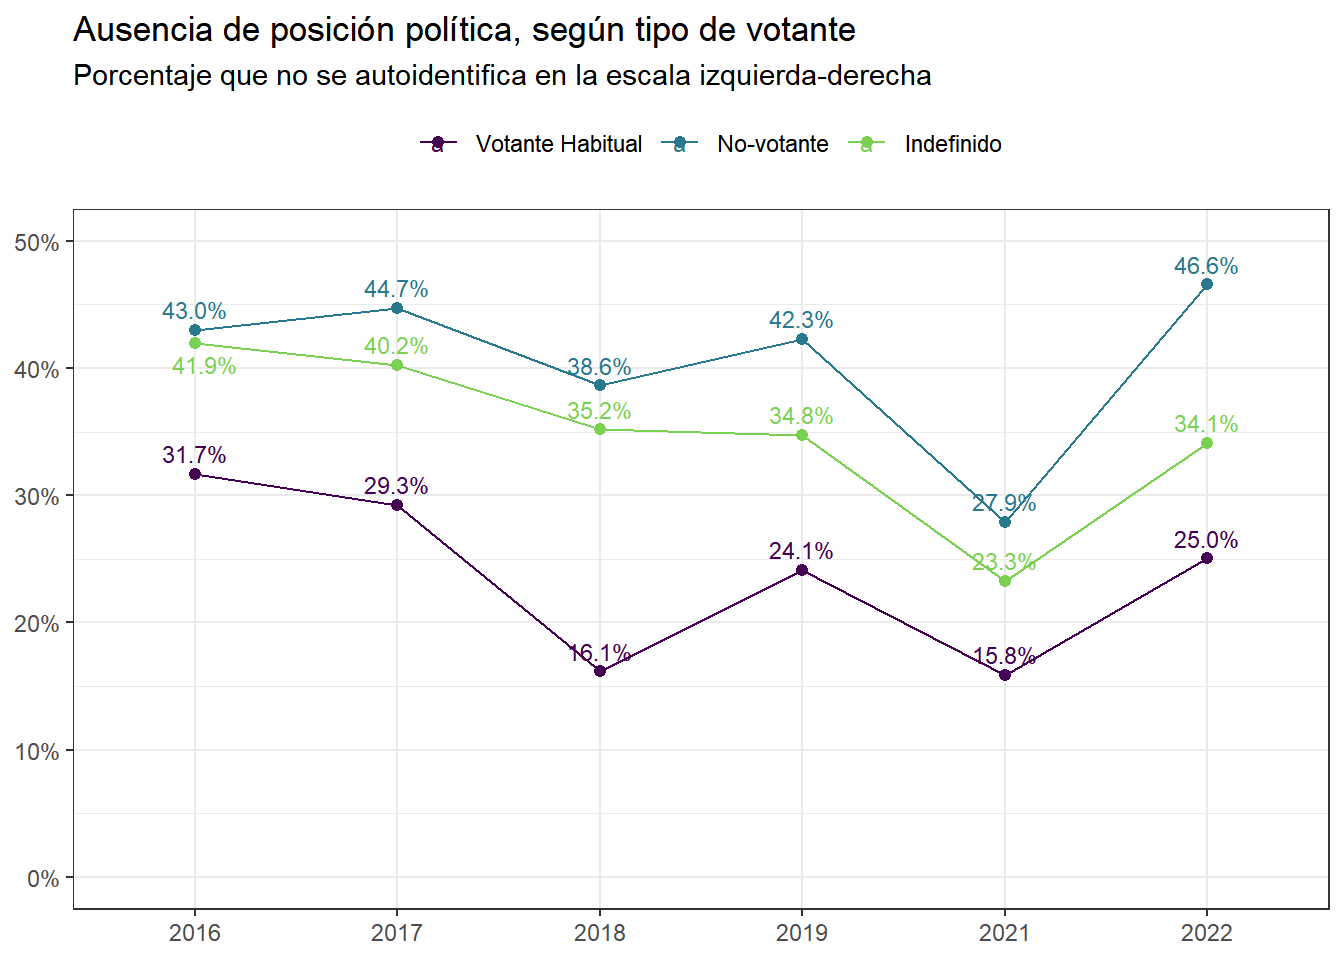 Ausencia de posición política, según tipo de votante
Porcentaje que no se autoidentifica en la escala izquierda-derecha
a Votante Habitual a No-votante a Indefinido
50%
40%
30%
20%
10%
0%
43.0% 44.7% 38.6% 42.3% 27.9% 46.6%
41.9% 40.2% 35.2% 34.8% 23.3% 34.1%
31.7% 29.3% 16.1% 24.1% 15.8% 25.0%
2016 2017 2018 2019 2021 2022